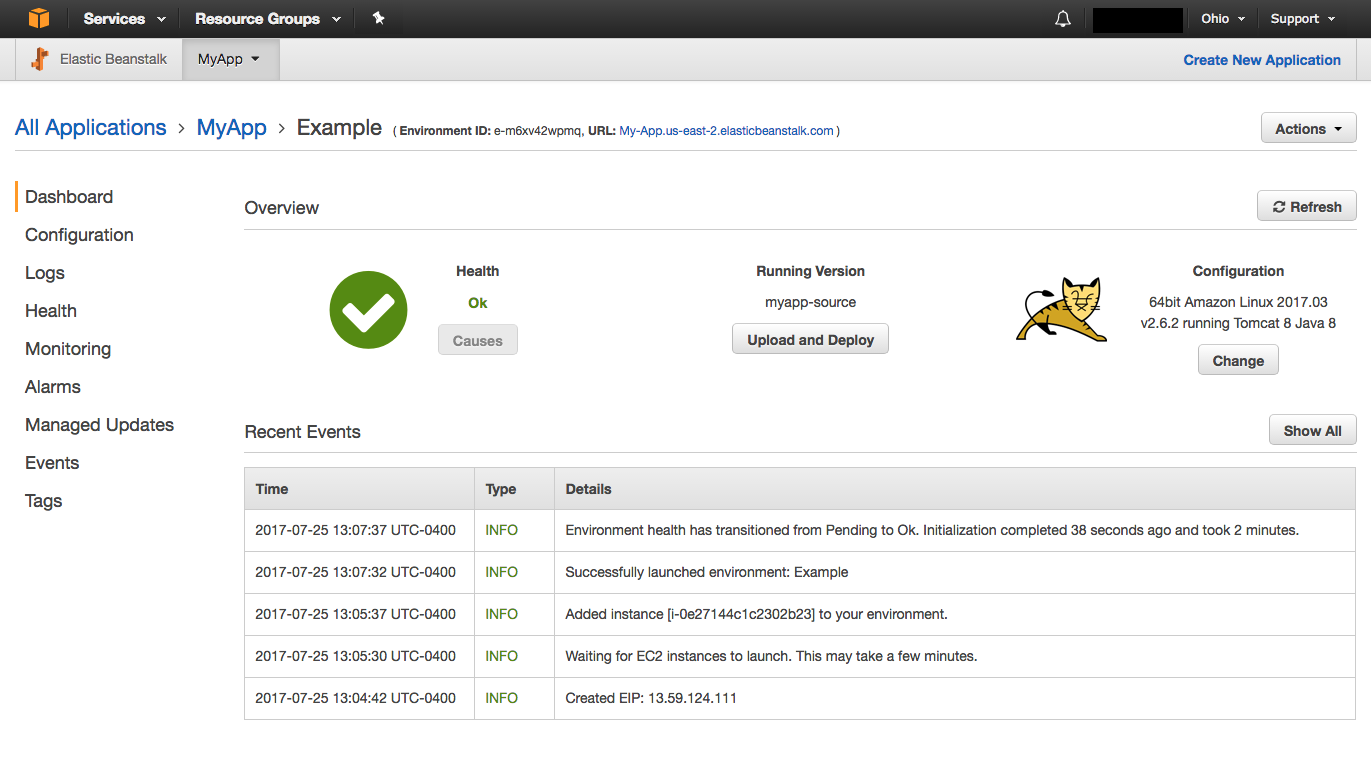 Services Resource Groups Ohio Support
Elastic Beanstalk MyApp Create New Application
All Applications > MyApp > Example ( Environment ID: e-m6xv42wpmq, URL: My-App.us-east-2.elasticbeanstalk.com )
Actions
Dashboard
Configuration
Logs
Health
Monitoring
Alarms
Managed Updates
Events
Tags
Overview
Refresh
Health
Ok
Causes
Running Version
myapp-source
Upload and Deploy
Configuration
64bit Amazon Linux 2017.03
v2.6.2 running Tomcat 8 Java 8
Change
Recent Events
Show All
Time Type Details
2017-07-25 13:07:37 UTC-0400 INFO Environment health has transitioned from Pending to Ok. Initialization completed 38 seconds ago and took 2 minutes.
2017-07-25 13:07:32 UTC-0400 INFO Successfully launched environment: Example
2017-07-25 13:05:37 UTC-0400 INFO Added instance [i-0e27144c1c2302b23] to your environment.
2017-07-25 13:05:30 UTC-0400 INFO Waiting for EC2 instances to launch. This may take a few minutes.
2017-07-25 13:04:42 UTC-0400 INFO Created EIP: 13.59.124.111